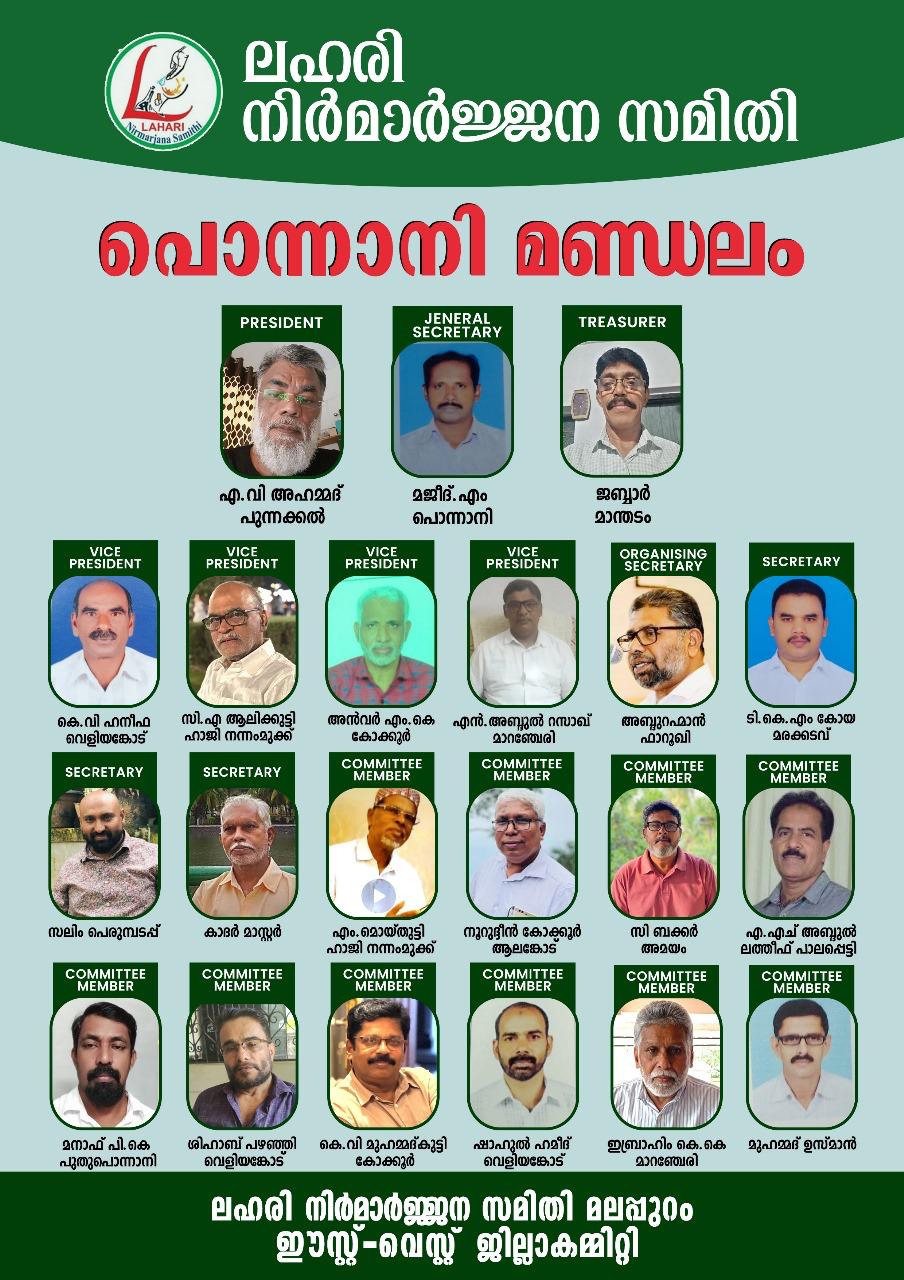 LAHARI
Nirmarjana Samithi
ലഹരി
നിർമാർജ്ജന സമിതി
പൊന്നാനി മണ്ഡലം
PRESIDENT
എ.വി അഹമ്മദ്
പുന്നക്കൽ
JENERAL
SECRETARY
മജീദ്.എം
പൊന്നാനി
TREASURER
ജബ്ബാർ
മാന്തടം
VICE
PRESIDENT
കെ.വി ഹനീഫ
വെളിയങ്കോട്
VICE
PRESIDENT
സി.എ ആലിക്കുട്ടി
ഹാജി നന്നംമുക്ക്
VICE
PRESIDENT
അൻവർ എം.കെ
കോക്കൂർ
VICE
PRESIDENT
എൻ.അബ്ദുൽ റസാഖ്
മാറഞ്ചേരി
ORGANISING
SECRETARY
അബ്ദുറഹ്മാൻ
ഫാറൂഖി
SECRETARY
ടി.കെ.എം കോയ
മരക്കടവ്
SECRETARY
സലിം പെരുമ്പടപ്പ്
SECRETARY
കാദർ മാസ്റ്റർ
COMMITTEE
MEMBER
എം.മൊയ്തുട്ടി
ഹാജി നന്നംമുക്ക്
COMMITTEE
MEMBER
നൂറുദ്ദീൻ കോക്കൂർ
ആലങ്കോട്
COMMITTEE
MEMBER
സി ബക്കർ
അമയം
COMMITTEE
MEMBER
എ.എച് അബ്ദുൽ
ലത്തീഫ് പാലപ്പെട്ടി
COMMITTEE
MEMBER
മനാഫ് പി.കെ
പുതുപൊന്നാനി
COMMITTEE
MEMBER
ശിഹാബ് പഴഞ്ഞി
വെളിയങ്കോട്
COMMITTEE
MEMBER
കെ.വി മുഹമ്മദ്കുട്ടി
കോക്കൂർ
COMMITTEE
MEMBER
ഷാഹുൽ ഹമീദ്
വെളിയങ്കോട്
COMMITTEE
MEMBER
ഇബ്രാഹിം കെ.കെ
മാറഞ്ചേരി
COMMITTEE
MEMBER
മുഹമ്മദ് ഉസ്മാൻ
ലഹരി നിർമാർജ്ജന സമിതി മലപ്പുറം
ഈസ്റ്റ്-വെസ്റ്റ് ജില്ലാകമ്മിറ്റി